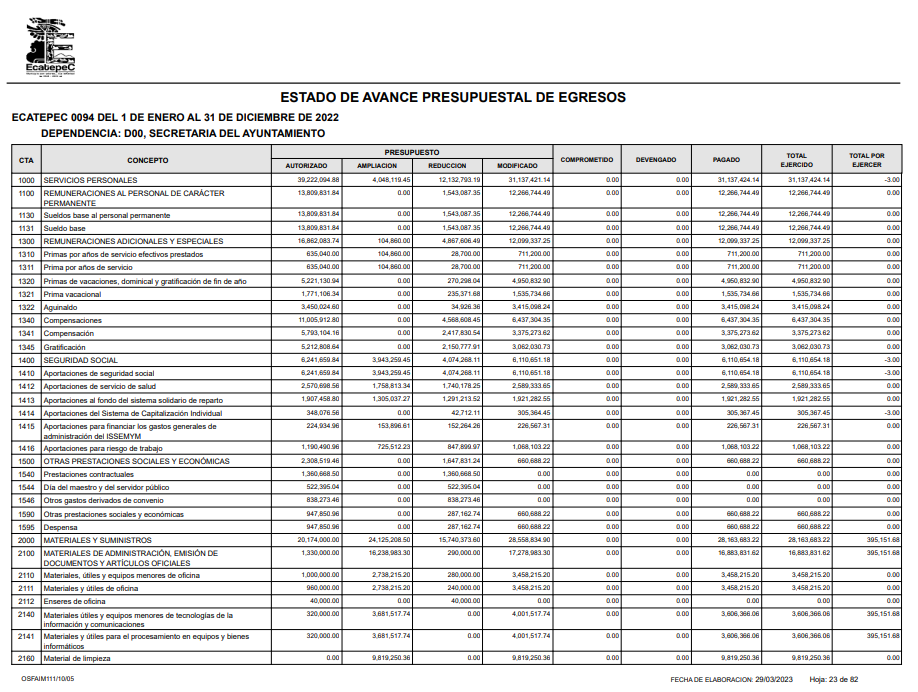 EcatepeC
ESTADO DE AVANCE PRESUPUESTAL DE EGRESOS
ECATEPEC 0094 DEL 1 DE ENERO AL 31 DE DICIEMBRE DE 2022
DEPENDENCIA: D00, SECRETARIA DEL AYUNTAMIENTO
CTA CONCEPTO PRESUPUESTO COMPROMETIDO DEVENGADO PAGADO TOTAL EJERCIDO TOTAL POR EJERCER
AUTORIZADO AMPLIACION REDUCCION MODIFICADO
1000 SERVICIOS PERSONALES 39,222,094.88 4,048,119.45 12,132,793.19 31,137,421.14 0.00 0.00 31,137,424.14 31,137,424.14 -3.00
1100 REMUNERACIONES AL PERSONAL DE CARÁCTER 13,809,831.84 0.00 1,543,087.35 12,266,744.49 0.00 0.00 12,266,744.49 12,266,744.49 0.00
PERMANENTE
1130 Sueldos base al personal permanente 13,809,831.84 0.00 1,543,087.35 12,266,744.49 0.00 0.00 12,266,744.49 12,266,744.49 0.00
1131 Sueldo base 13,809,831.84 0.00 1,543,087.35 12,266,744.49 0.00 0.00 12,266,744.49 12,266,744.49 0.00
1300 REMUNERACIONES ADICIONALES Y ESPECIALES 16,862,083.74 104,860.00 4,867,606.49 12,099,337.25 0.00 0.00 12,099,337.25 12,099,337.25 0.00
1310 Primas por años de servicio efectivos prestados 635,040.00 104,860.00 28,700.00 711,200.00 0.00 0.00 711,200.00 711,200.00 0.00
1311 Prima por años de servicio 635,040.00 104,860.00 28,700.00 711,200.00 0.00 0.00 711,200.00 711,200.00 0.00
1320 Primas de vacaciones, dominical y gratificación de fin de año 5,221,130.94 0.00 270,298.04 4,950,832.90 0.00 0.00 4,950,832.90 4,950,832.90 0.00
1321 Prima vacacional 1,771,106.34 0.00 235,371.68 1,535,734.66 0.00 0.00 1,535,734.66 1,535,734.66 0.00
1322 Aguinaldo 3,450,024.60 0.00 34,926.36 3,415,098.24 0.00 0.00 3,415,098.24 3,415,098.24 0.00
1340 Compensaciones 11,005,912.80 0.00 4,568,608.45 6,437,304.35 0.00 0.00 6,437,304.35 6,437,304.35 0.00
1341 Compensación 5,793,104.16 0.00 2,417,830.54 3,375,273.62 0.00 0.00 3,375,273.62 3,375,273.62 0.00
1345 Gratificación 5,212,808.64 0.00 2,150,777.91 3,062,030.73 0.00 0.00 3,062,030.73 3,062,030.73 0.00
1400 SEGURIDAD SOCIAL 6,241,659.84 3,943,259.45 4,074,268.11 6,110,651.18 0.00 0.00 6,110,654.18 6,110,654.18 -3.00
1410 Aportaciones de seguridad social 6,241,659.84 3,943,259.45 4,074,268.11 6,110,651.18 0.00 0.00 6,110,654.18 6,110,654.18 -3.00
1412 Aportaciones de servicio de salud 2,570,698.56 1,758,813.34 1,740,178.25 2,589,333.65 0.00 0.00 2,589,333.65 2,589,333.65 0.00
1413 Aportaciones al fondo del sistema solidario de reparto 1,907,458.80 1,305,037.27 1,291,213.52 1,921,282.55 0.00 0.00 1,921,282.55 1,921,282.55 0.00
1414 Aportaciones del Sistema de Capitalización Individual 348,076.56 0.00 42,712.11 305,364.45 0.00 0.00 305,367.45 305,367.45 -3.00
1415 Aportaciones para financiar los gastos generales de 224,934.96 153,896.61 152,264.26 226,567.31 0.00 0.00 226,567.31 226,567.31 0.00
administración del ISSEMYM
1416 Aportaciones para riesgo de trabajo 1,190,490.96 725,512.23 847,899.97 1,068,103.22 0.00 0.00 1,068,103.22 1,068,103.22 0.00
1500 OTRAS PRESTACIONES SOCIALES Y ECONÓMICAS 2,308,519.46 0.00 1,647,831.24 660,688.22 0.00 0.00 660,688.22 660,688.22 0.00
1540 Prestaciones contractuales 1,360,668.50 0.00 1,360,668.50 0.00 0.00 0.00 0.00 0.00 0.00
1544 Día del maestro y del servidor público 522,395.04 0.00 522,395.04 0.00 0.00 0.00 0.00 0.00 0.00
1546 Otros gastos derivados de convenio 838,273.46 0.00 838,273.46 0.00 0.00 0.00 0.00 0.00 0.00
1590 Otras prestaciones sociales y económicas 947,850.96 0.00 287,162.74 660,688.22 0.00 0.00 660,688.22 660,688.22 0.00
1595 Despensa 947,850.96 0.00 287,162.74 660,688.22 0.00 0.00 660,688.22 660,688.22 0.00
2000 MATERIALES Y SUMINISTROS 20,174,000.00 24,125,208.50 15,740,373.60 28,558,834.90 0.00 0.00 28,163,683.22 28,163,683.22 395,151.68
2100 MATERIALES DE ADMINISTRACIÓN, EMISIÓN DE 1,330,000.00 16,238,983.30 290,000.00 17,278,983.30 0.00 0.00 16,883,831.62 16,883,831.62 395,151.68
DOCUMENTOS Y ARTÍCULOS OFICIALES
2110 Materiales, útiles y equipos menores de oficina 1,000,000.00 2,738,215.20 280,000.00 3,458,215.20 0.00 0.00 3,458,215.20 3,458,215.20 0.00
2111 Materiales y útiles de oficina 960,000.00 2,738,215.20 240,000.00 3,458,215.20 0.00 0.00 3,458,215.20 3,458,215.20 0.00
2112 Enseres de oficina 40,000.00 0.00 40,000.00 0.00 0.00 0.00 0.00 0.00 0.00
2140 Materiales útiles y equipos menores de tecnologías de la 320,000.00 3,681,517.74 0.00 4,001,517.74 0.00 0.00 3,606,366.06 3,606,366.06 395,151.68
información y comunicaciones
2141 Materiales y útiles para el procesamiento en equipos y bienes 320,000.00 3,681,517.74 0.00 4,001,517.74 0.00 0.00 3,606,366.06 3,606,366.06 395,151.68
informáticos
2160 Material de limpieza 0.00 9,819,250.36 0.00 9,819,250.36 0.00 0.00 9,819,250.36 9,819,250.36 0.00
OSFAIM111/10/05 FECHA DE ELABORACION: 29/03/2023 Hoja: 23 de 82